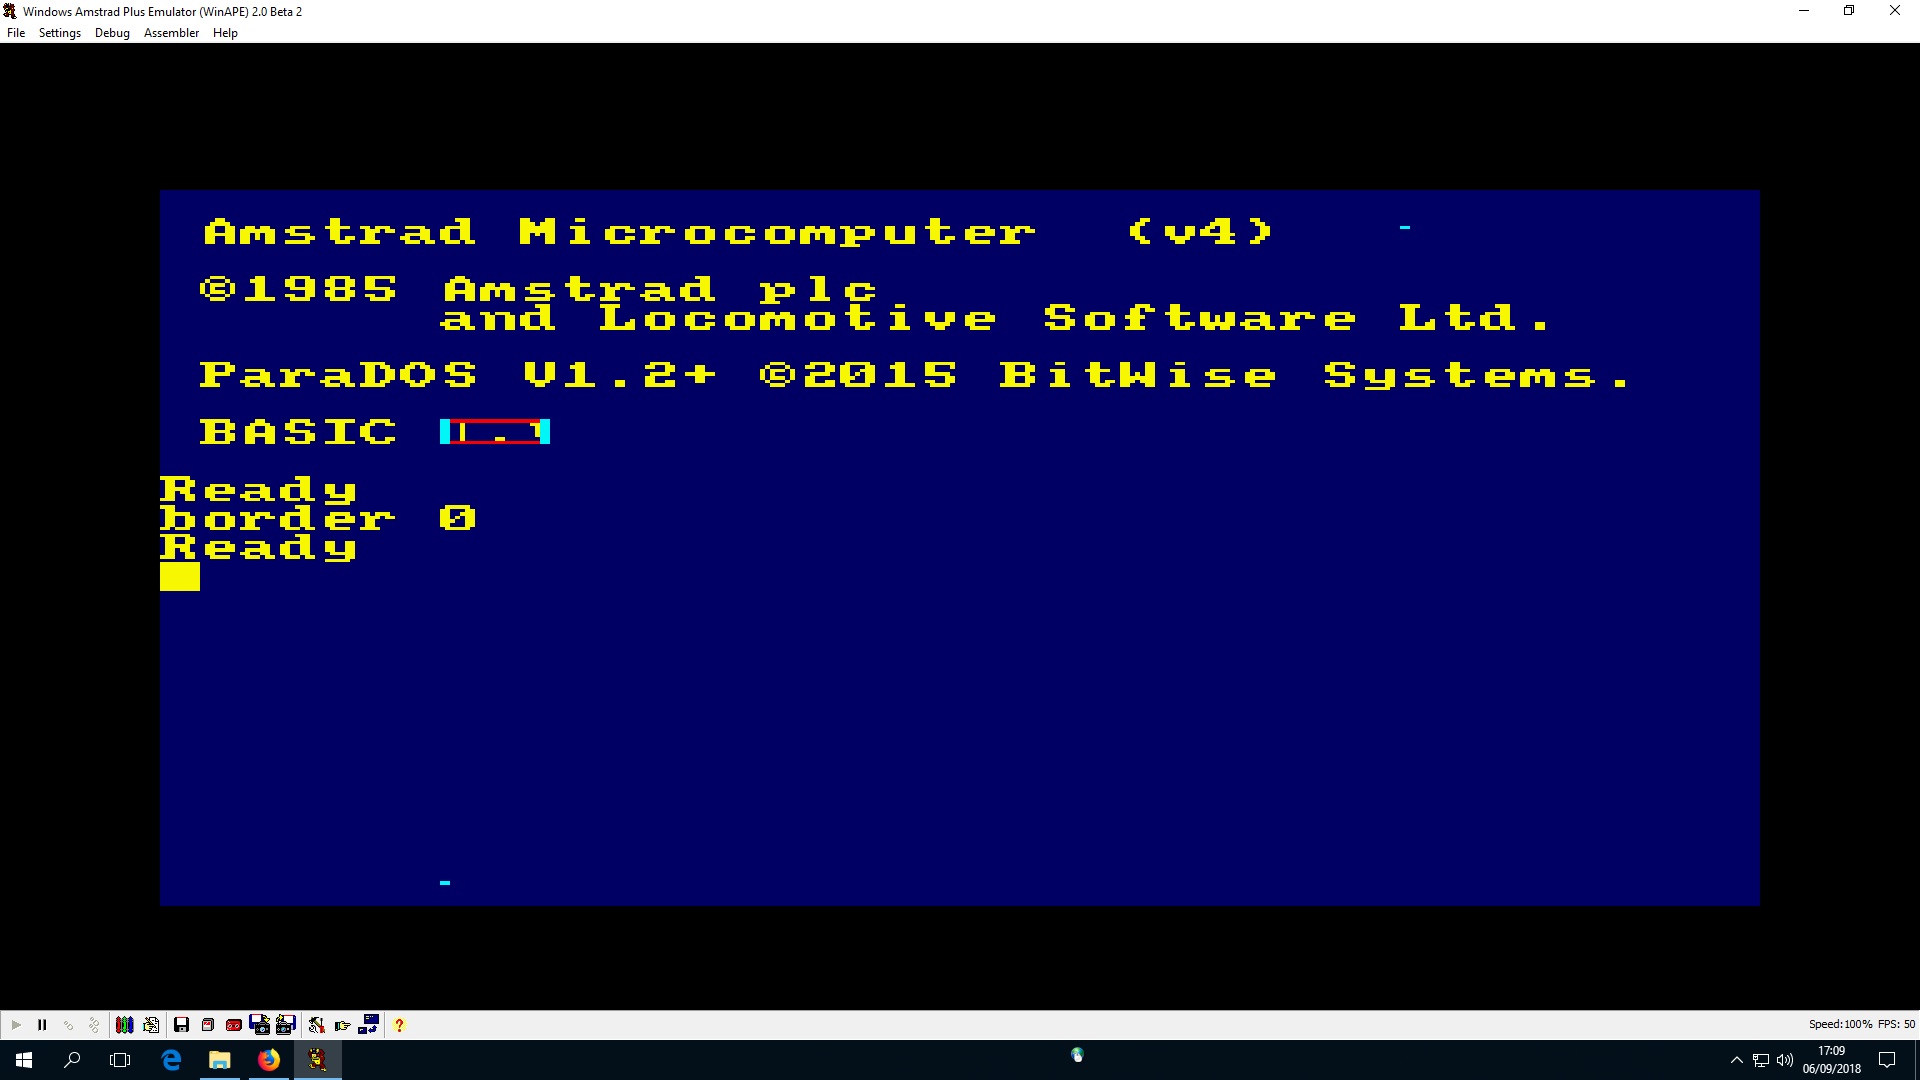 Windows Amstrad Plus Emulator (WinAPE) 2.0 Beta 2
File Settings Debug Assembler Help
Amstrad Microcomputer (v4)
©1985 Amstrad plc
and Locomotive Software Ltd.
ParaDOS V1.2+ ©2015 BitWise Systems.
BASIC
Ready
border 0
Ready
Speed:100% FPS: 50
17:09
06/09/2018